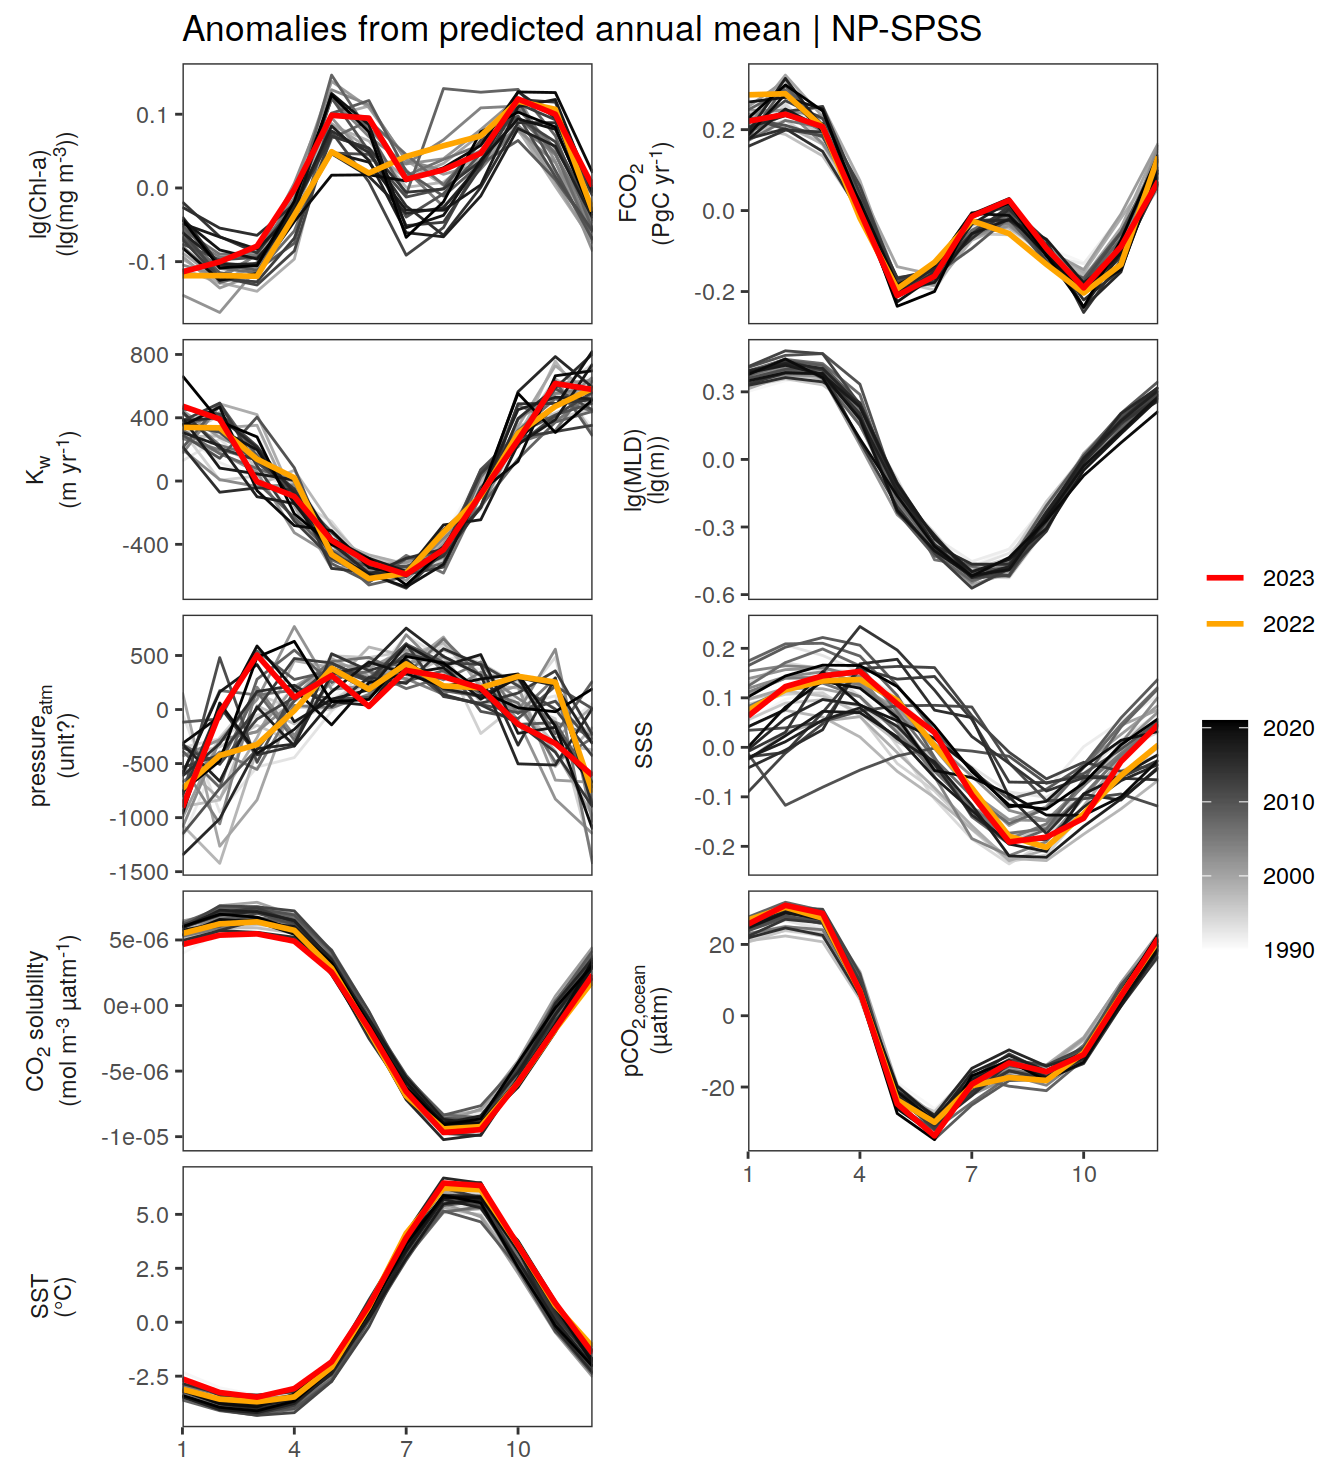 Anomalies from predicted annual mean | NP-SPSS
lg(Chl-a)
(lg(mg m⁻³))
0.1
0.0
-0.1
FCO₂
(PgC yr⁻¹)
0.2
0.0
-0.2
K_w
(m yr⁻¹)
800
400
0
-400
lg(MLD)
(lg(m))
0.3
0.0
-0.3
-0.6
pressure_atm
(unit?)
500
0
-500
-1000
-1500
SSS
0.2
0.1
0.0
-0.1
-0.2
CO₂ solubility
(mol m⁻³ µatm⁻¹)
5e-06
0e+00
-5e-06
-1e-05
pCO₂,ocean
(µatm)
20
0
-20
1 4 7 10
SST
(°C)
5.0
2.5
0.0
-2.5
1 4 7 10
2023
2022
2020
2010
2000
1990